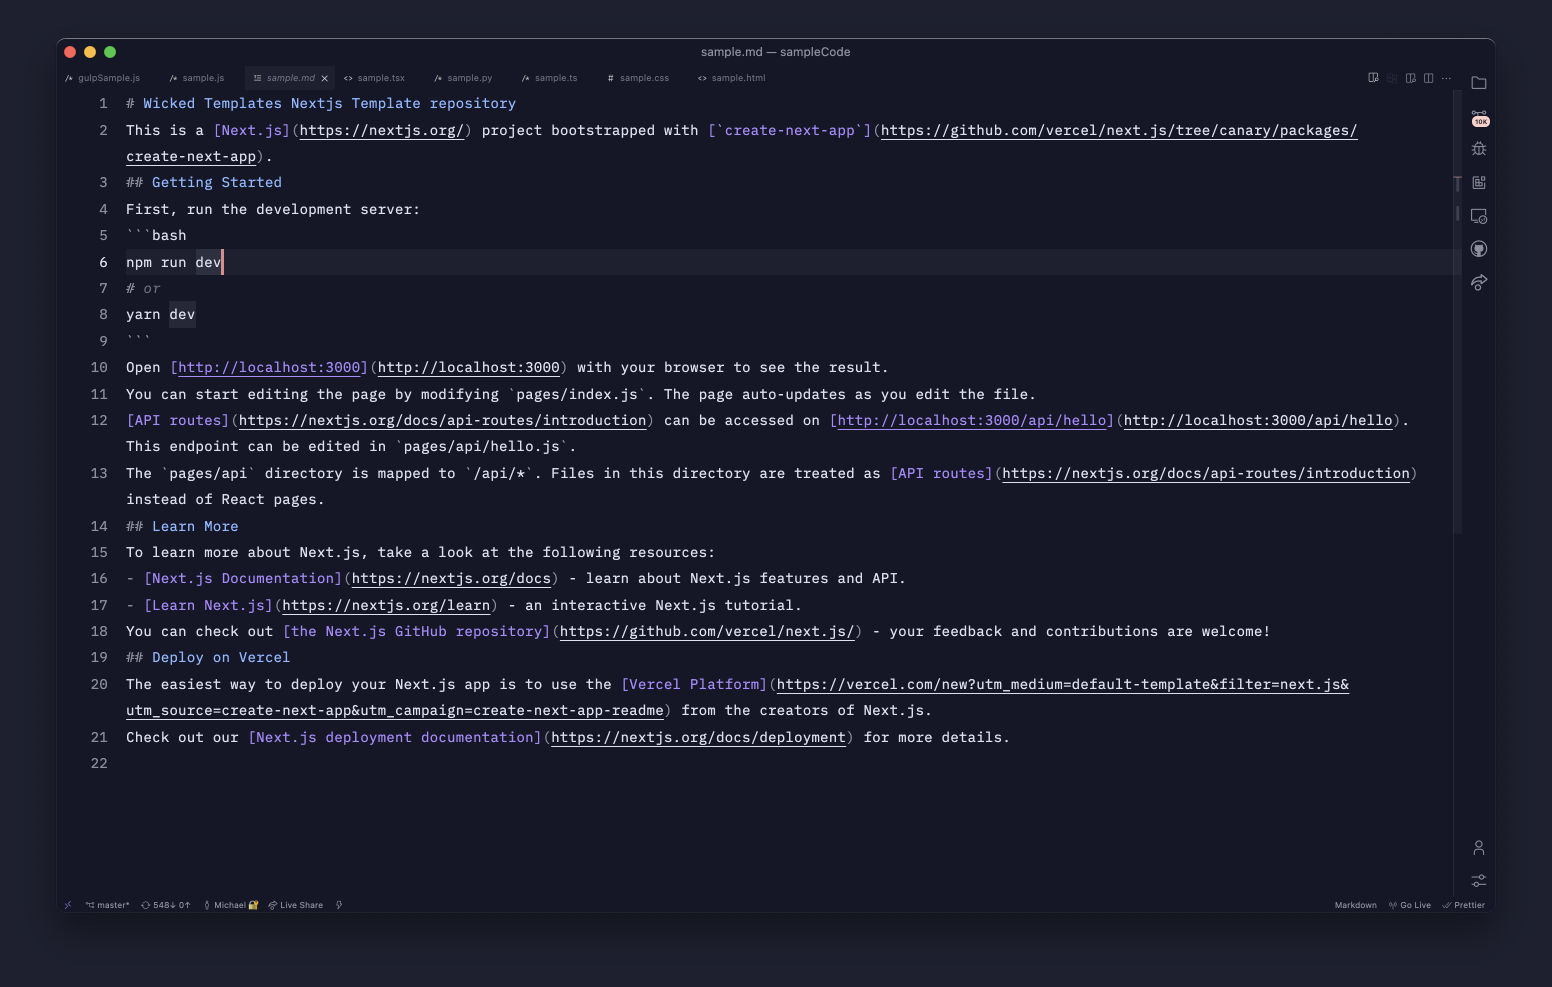 sample.md — sampleCode
gulpSample.js sample.js sample.md sample.tsx sample.py sample.ts sample.css sample.html
1 # Wicked Templates Nextjs Template repository
2 This is a [Next.js](https://nextjs.org/) project bootstrapped with [`create-next-app`](https://github.com/vercel/next.js/tree/canary/packages/
create-next-app).
3 ## Getting Started
4 First, run the development server:
5 ```bash
6 npm run dev
7 # or
8 yarn dev
9 ```
10 Open [http://localhost:3000](http://localhost:3000) with your browser to see the result.
11 You can start editing the page by modifying `pages/index.js`. The page auto-updates as you edit the file.
12 [API routes](https://nextjs.org/docs/api-routes/introduction) can be accessed on [http://localhost:3000/api/hello](http://localhost:3000/api/hello).
This endpoint can be edited in `pages/api/hello.js`.
13 The `pages/api` directory is mapped to `/api/*`. Files in this directory are treated as [API routes](https://nextjs.org/docs/api-routes/introduction)
instead of React pages.
14 ## Learn More
15 To learn more about Next.js, take a look at the following resources:
16 - [Next.js Documentation](https://nextjs.org/docs) - learn about Next.js features and API.
17 - [Learn Next.js](https://nextjs.org/learn) - an interactive Next.js tutorial.
18 You can check out [the Next.js GitHub repository](https://github.com/vercel/next.js/) - your feedback and contributions are welcome!
19 ## Deploy on Vercel
20 The easiest way to deploy your Next.js app is to use the [Vercel Platform](https://vercel.com/new?utm_medium=default-template&filter=next.js&
utm_source=create-next-app&utm_campaign=create-next-app-readme) from the creators of Next.js.
21 Check out our [Next.js deployment documentation](https://nextjs.org/docs/deployment) for more details.
22
10K
master* 548↓ 0↑ Michael 🔐 Live Share Markdown Go Live Prettier